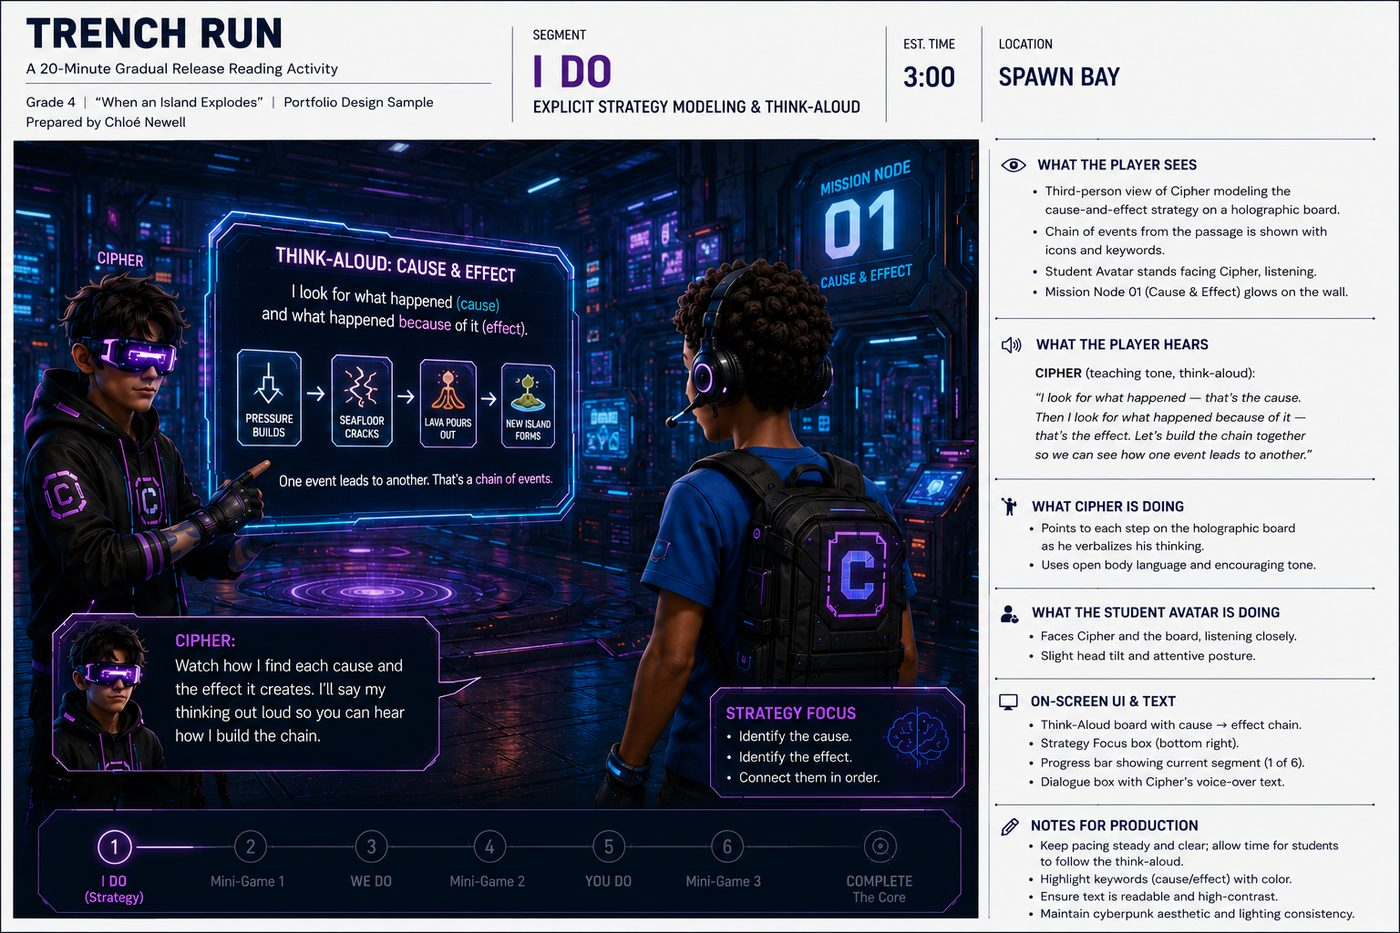 TRENCH RUN
A 20-Minute Gradual Release Reading Activity
Grade 4 | “When an Island Explodes” | Portfolio Design Sample
Prepared by Chloé Newell
SEGMENT
I DO
EXPLICIT STRATEGY MODELING & THINK-ALOUD
EST. TIME
3:00
LOCATION
SPAWN BAY
CIPHER
THINK-ALOUD: CAUSE & EFFECT
I look for what happened (cause)
and what happened because of it (effect).
PRESSURE
BUILDS
SEAFLOOR
CRACKS
LAVA POURS
OUT
NEW ISLAND
FORMS
One event leads to another. That's a chain of events.
MISSION NODE
01
CAUSE & EFFECT
C
C
C
CIPHER:
Watch how I find each cause and
the effect it creates. I'll say my
thinking out loud so you can hear
how I build the chain.
STRATEGY FOCUS
• Identify the cause.
• Identify the effect.
• Connect them in order.
1
I DO
(Strategy)
2
Mini-Game 1
3
WE DO
4
Mini-Game 2
5
YOU DO
6
Mini-Game 3
COMPLETE
The Core
WHAT THE PLAYER SEES
• Third-person view of Cipher modeling the
cause-and-effect strategy on a holographic board.
• Chain of events from the passage is shown with
icons and keywords.
• Student Avatar stands facing Cipher, listening.
• Mission Node 01 (Cause & Effect) glows on the wall.
WHAT THE PLAYER HEARS
CIPHER (teaching tone, think-aloud):
“I look for what happened — that's the cause.
Then I look for what happened because of it —
that's the effect. Let's build the chain together
so we can see how one event leads to another.”
WHAT CIPHER IS DOING
• Points to each step on the holographic board
as he verbalizes his thinking.
• Uses open body language and encouraging tone.
WHAT THE STUDENT AVATAR IS DOING
• Faces Cipher and the board, listening closely.
• Slight head tilt and attentive posture.
ON-SCREEN UI & TEXT
• Think-Aloud board with cause → effect chain.
• Strategy Focus box (bottom right).
• Progress bar showing current segment (1 of 6).
• Dialogue box with Cipher's voice-over text.
NOTES FOR PRODUCTION
• Keep pacing steady and clear; allow time for students
to follow the think-aloud.
• Highlight keywords (cause/effect) with color.
• Ensure text is readable and high-contrast.
• Maintain cyberpunk aesthetic and lighting consistency.